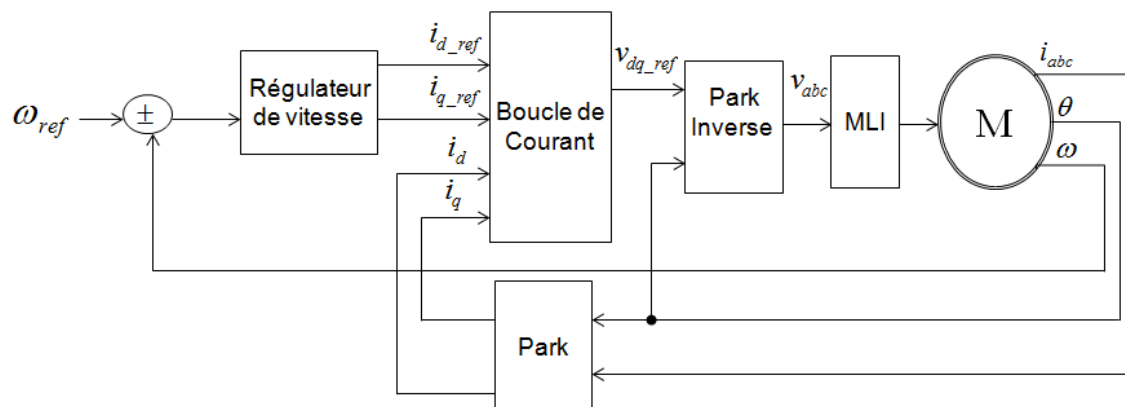 ω_ref
±
Régulateur
de vitesse
i_d_ref
i_q_ref
i_d
i_q
Boucle de
Courant
v_dq_ref
Park
Inverse
v_abc
MLI
M
i_abc
θ
ω
Park